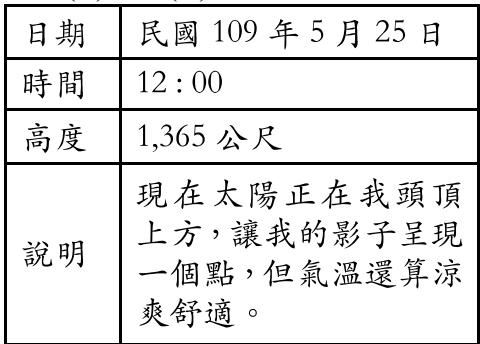 日期 民國 109 年 5 月 25 日
時間 12：00
高度 1,365 公尺
說明 現在太陽正在我頭頂
上方，讓我的影子呈現
一個點，但氣溫還算涼
爽舒適。